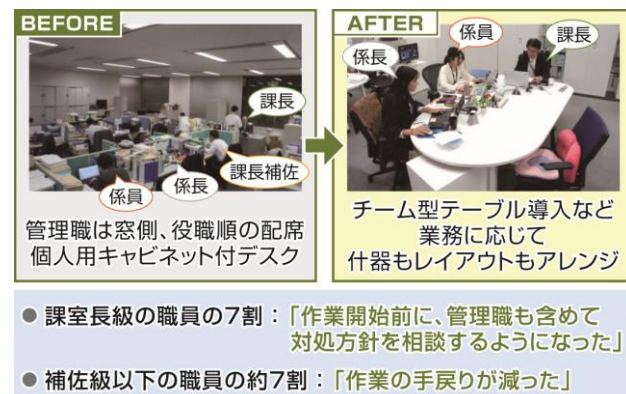 BEFORE
課長
課長補佐
係長
係員
管理職は窓側、役職順の配席
個人用キャビネット付デスク
AFTER
係長
係員
課長
チーム型テーブル導入など
業務に応じて
什器もレイアウトもアレンジ
● 課室長級の職員の7割：「作業開始前に、管理職も含めて
対処方針を相談するようになった」
● 補佐級以下の職員の約7割：「作業の手戻りが減った」